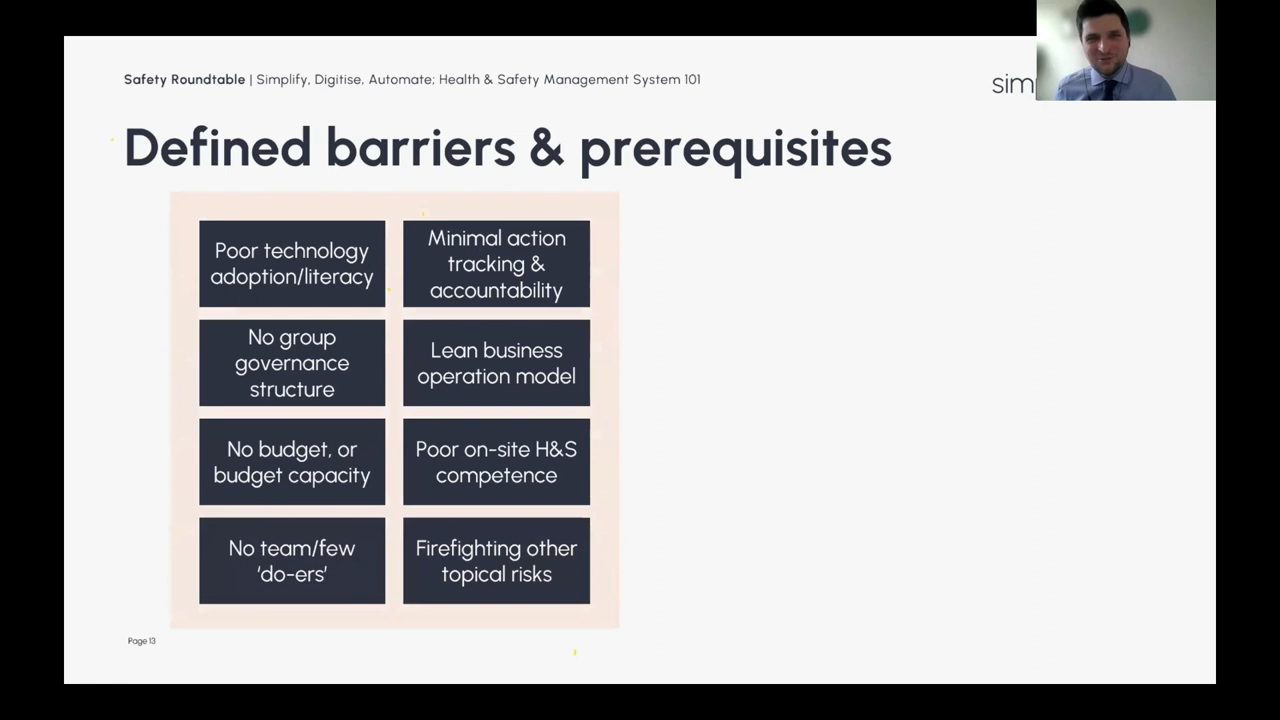 Safety Roundtable | Simplify, Digitise, Automate; Health & Safety Management System 101
Defined barriers & prerequisites
Poor technology
adoption/literacy
Minimal action
tracking &
accountability
No group
governance
structure
Lean business
operation model
No budget, or
budget capacity
Poor on-site H&S
competence
No team/few
‘do-ers’
Firefighting other
topical risks
Page 13